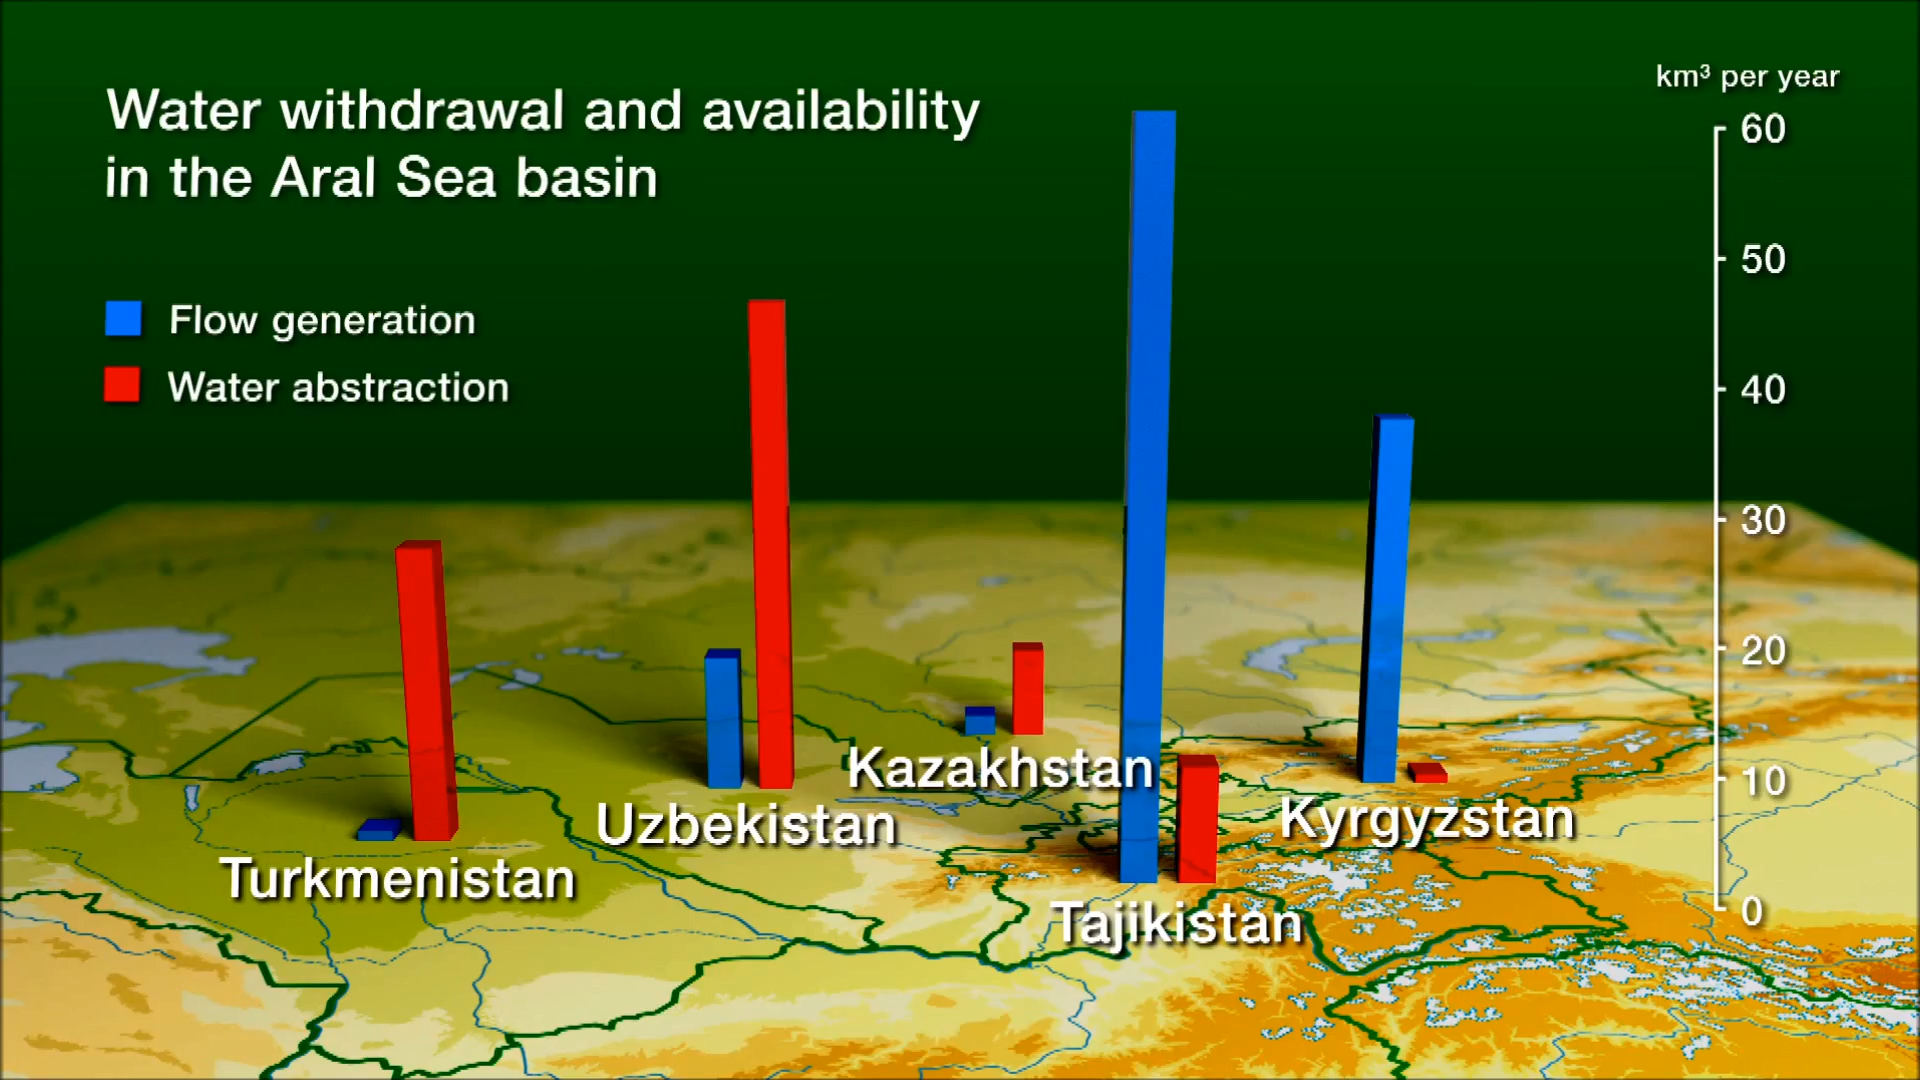 Water withdrawal and availability
in the Aral Sea basin
Flow generation
Water abstraction
km³ per year
60
50
40
30
20
10
0
Kazakhstan
Uzbekistan
Kyrgyzstan
Turkmenistan
Tajikistan